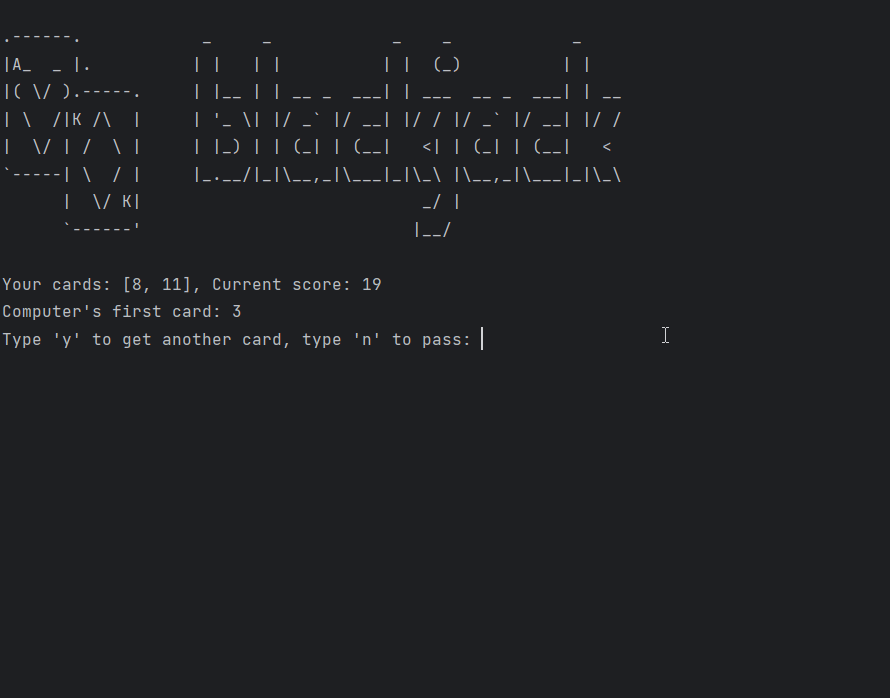 .------.            _     _            _    _            _
|A_  _ |.          | |   | |          | |  (_)          | |
|( \/ ).-----.     | |__ | | __ _  ___| | ___  __ _  ___| | __
| \  /|K /\  |     | '_ \| |/ _` |/ __| |/ / |/ _` |/ __| |/ /
|  \/ | /  \ |     | |_) | | (_| | (__|   <| | (_| | (__|   <
`-----| \  / |     |_.__/|_|\__,_|\___|_|\_\ |\__,_|\___|_|\_\
      |  \/ K|                            _/ |
      `------'                           |__/
Your cards: [8, 11], Current score: 19
Computer's first card: 3
Type 'y' to get another card, type 'n' to pass: